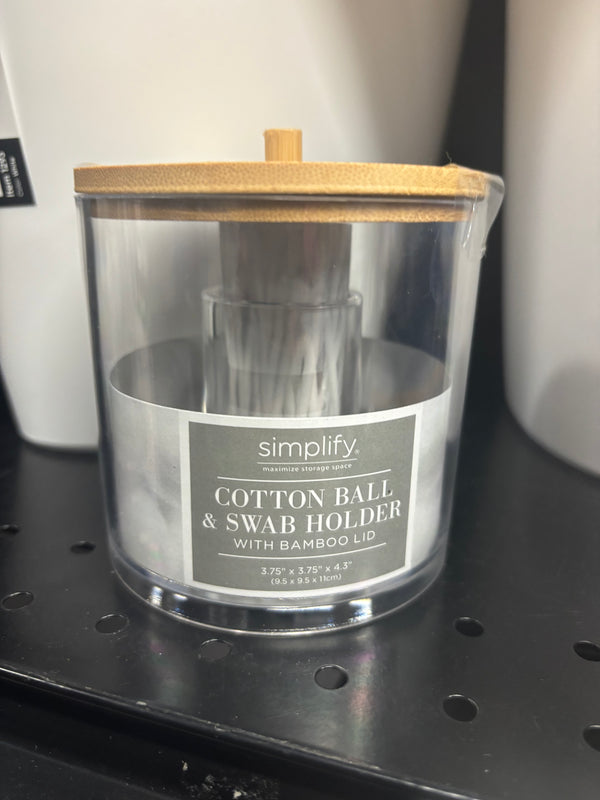 simplify®
maximize storage space
COTTON BALL
& SWAB HOLDER
WITH BAMBOO LID
3.75" x 3.75" x 4.3"
(9.5 x 9.5 x 11cm)